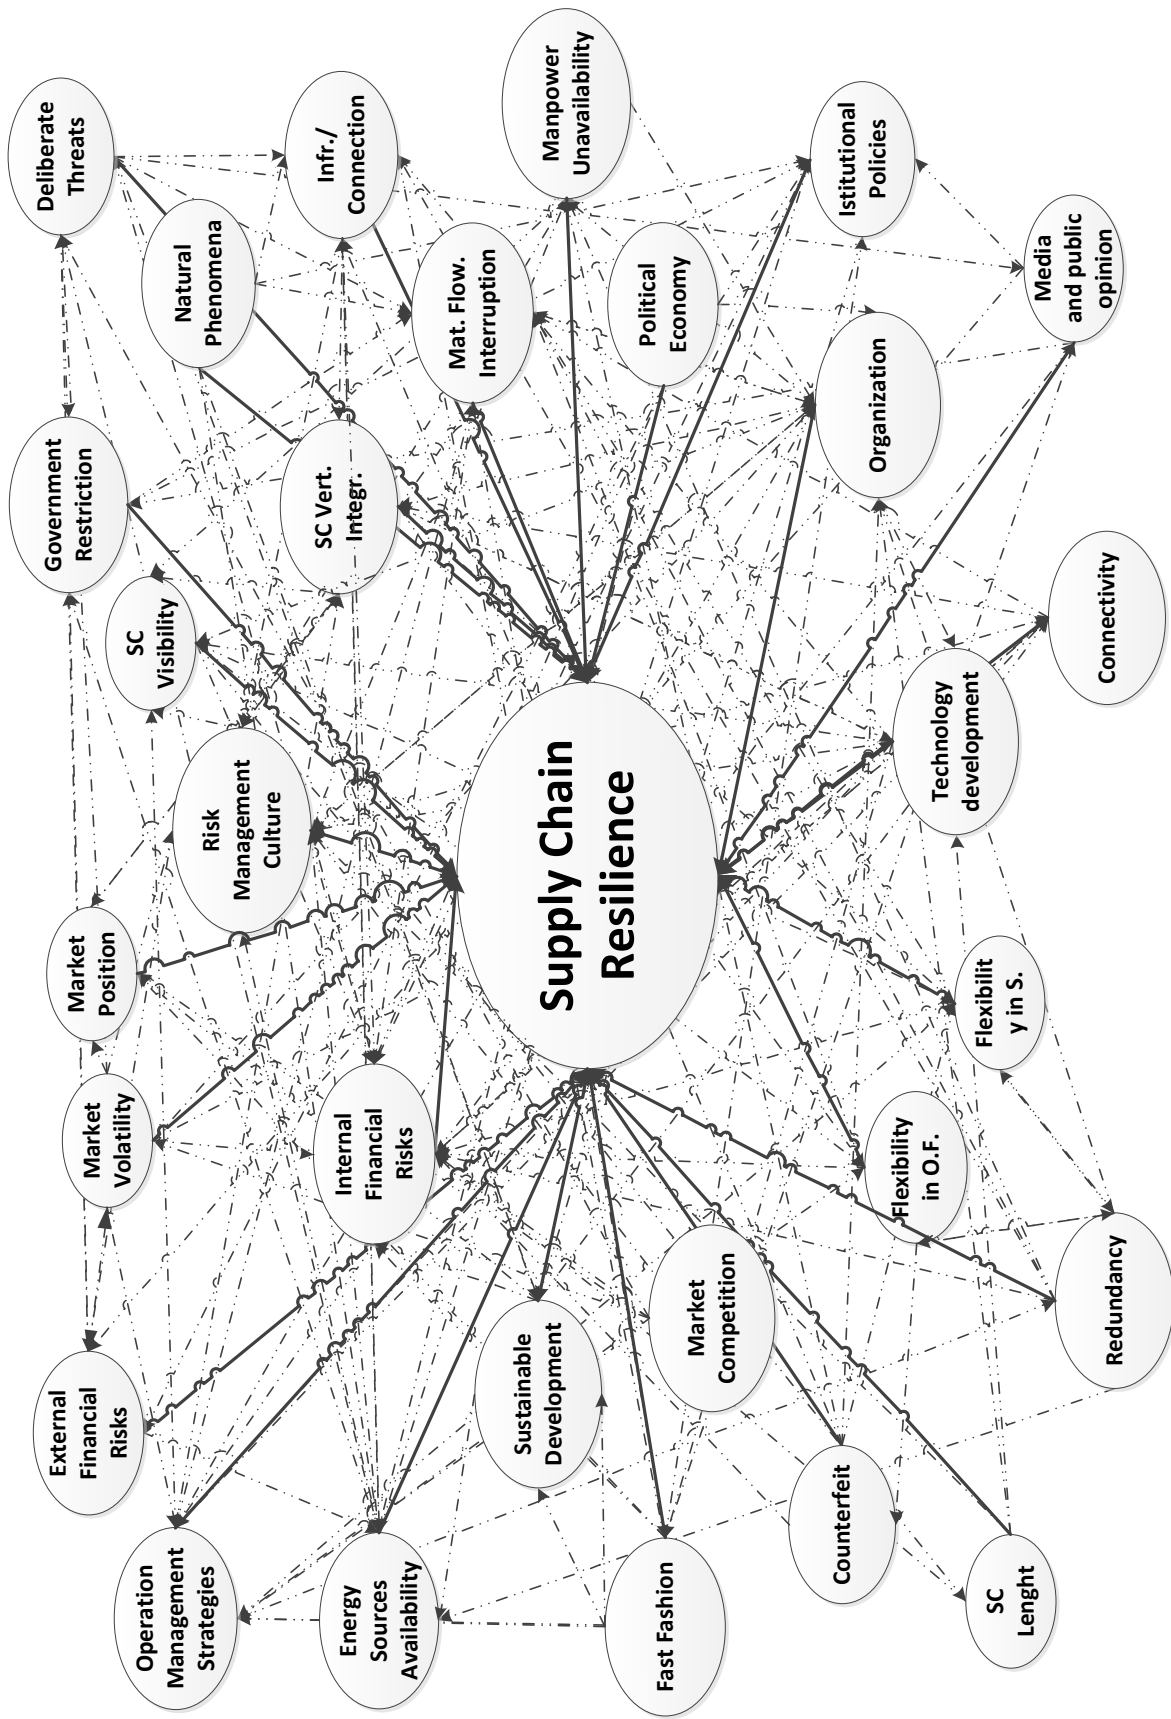 External
Financial
Risks
Market
Volatility
Market
Position
Government
Restriction
Deliberate
Threats
Operation
Management
Strategies
Risk
Management
Culture
SC
Visibility
Natural
Phenomena
Energy
Sources
Availability
Internal
Financial
Risks
SC Vert.
Integr.
Infr./
Connection
Mat. Flow.
Interruption
Sustainable
Development
Supply Chain
Resilience
Manpower
Unavailability
Fast Fashion
Market
Competition
Political
Economy
Counterfeit
Flexibility
in O.F.
Organization
Istitutional
Policies
Technology
development
SC
Lenght
Flexibilit
y in S.
Media
and public
opinion
Redundancy
Connectivity